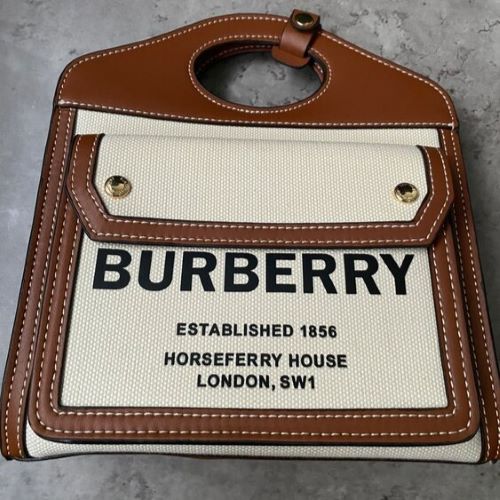 BURBERRY
ESTABLISHED 1856
HORSEFERRY HOUSE
LONDON, SW1